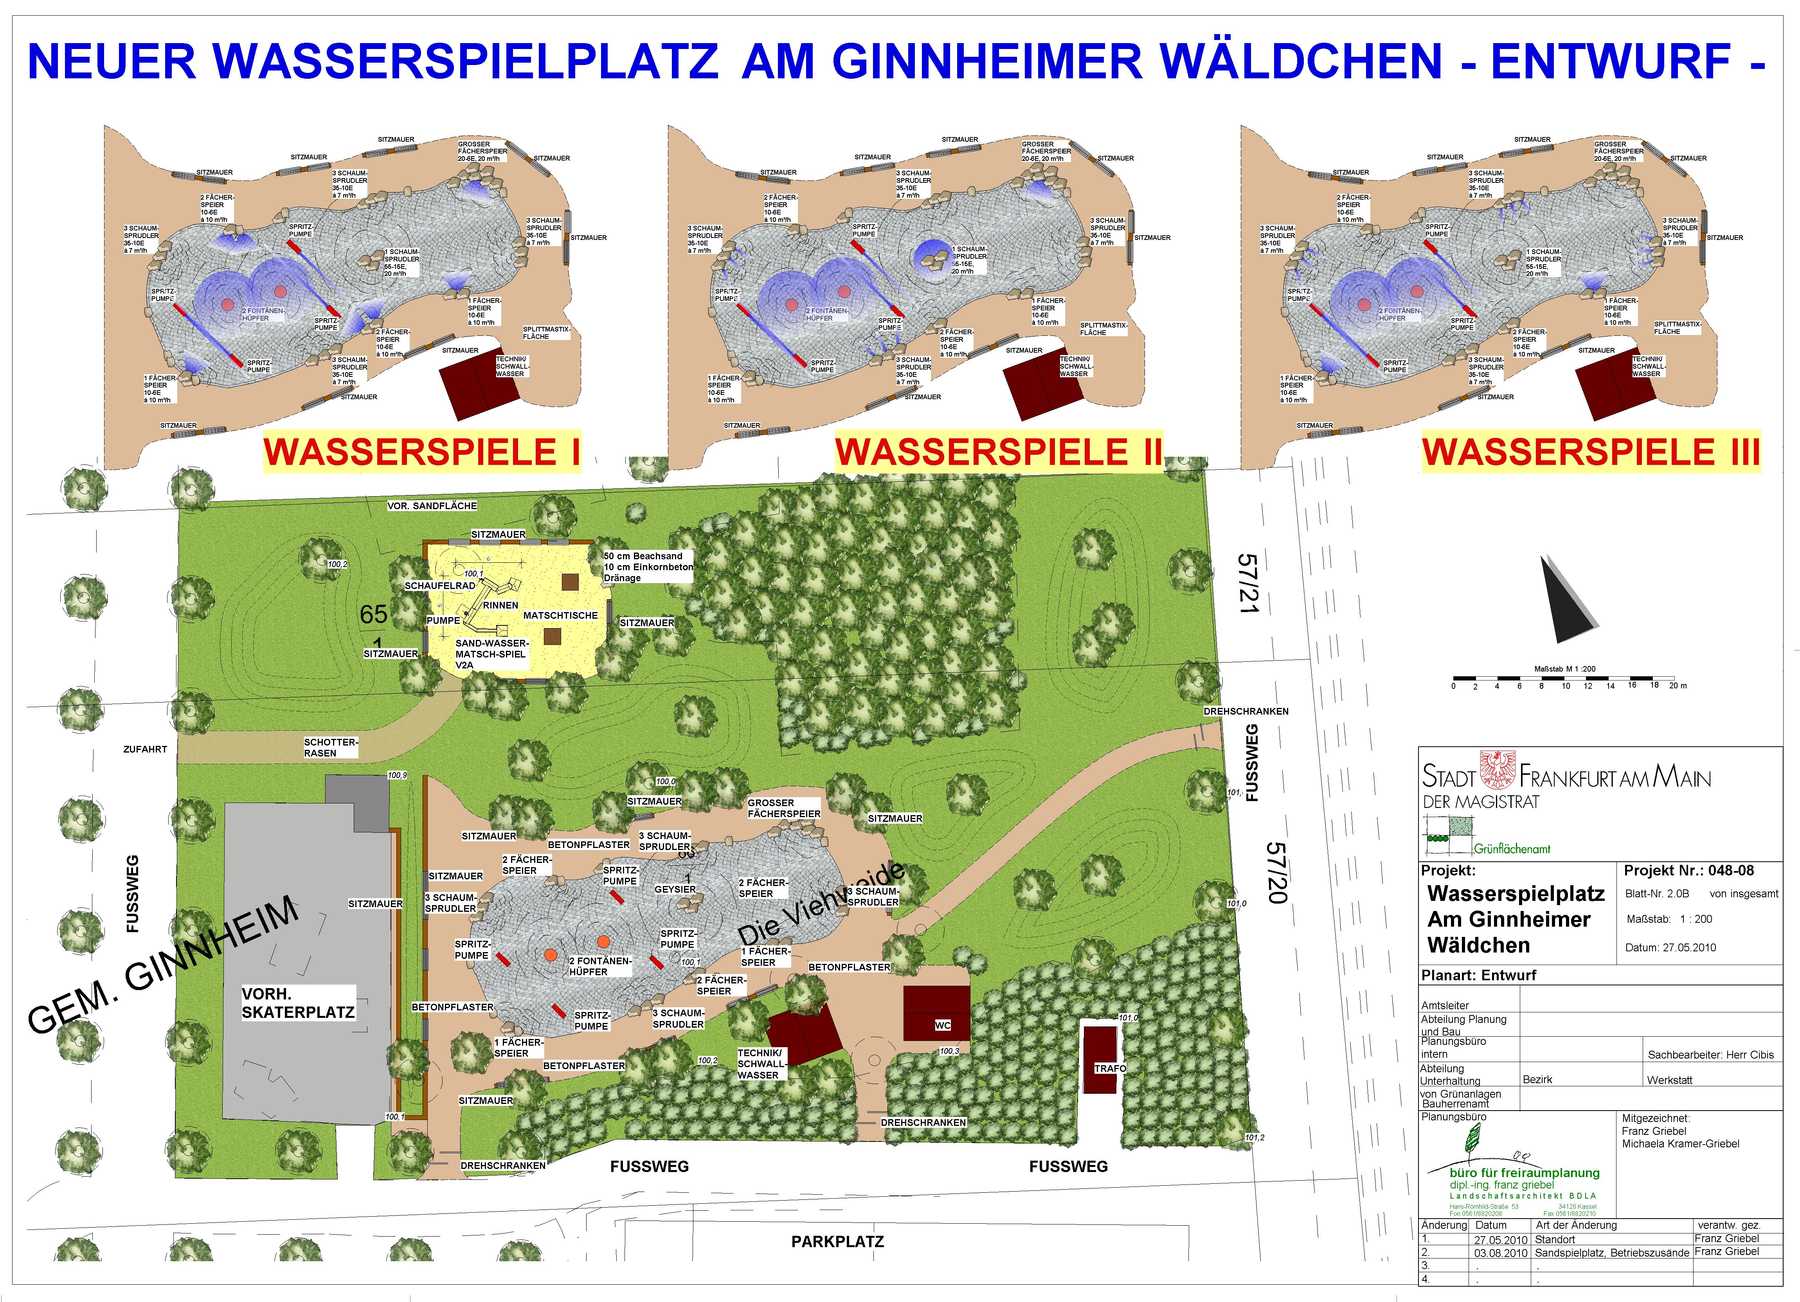 NEUER WASSERSPIELPLATZ AM GINNHEIMER WÄLDCHEN - ENTWURF -
SITZMAUER
SITZMAUER
SITZMAUER
GROSSER
FÄCHERSPEIER
20-6E, 20 m³/h
SITZMAUER
3 SCHAUM-
SPRUDLER
35-10E
à 7 m³/h
2 FÄCHER-
SPEIER
10-6E
à 10 m³/h
3 SCHAUM-
SPRUDLER
35-10E
à 7 m³/h
SPRITZ-
PUMPE
3 SCHAUM-
SPRUDLER
35-10E
à 7 m³/h
SITZMAUER
1 SCHAUM-
SPRUDLER
55-15E,
20 m³/h
SPRITZ-
PUMPE
2 FONTÄNEN-
HÜPFER
SPRITZ-
PUMPE
1 FÄCHER-
SPEIER
10-6E
à 10 m³/h
2 FÄCHER-
SPEIER
10-6E
à 10 m³/h
SPLITTMASTIX-
FLÄCHE
SITZMAUER
SPRITZ-
PUMPE
3 SCHAUM-
SPRUDLER
35-10E
à 7 m³/h
TECHNIK/
SCHWALL-
WASSER
1 FÄCHER-
SPEIER
10-6E
à 10 m³/h
SITZMAUER
SITZMAUER
WASSERSPIELE I
SITZMAUER
SITZMAUER
SITZMAUER
GROSSER
FÄCHERSPEIER
20-6E, 20 m³/h
SITZMAUER
3 SCHAUM-
SPRUDLER
35-10E
à 7 m³/h
2 FÄCHER-
SPEIER
10-6E
à 10 m³/h
3 SCHAUM-
SPRUDLER
35-10E
à 7 m³/h
SPRITZ-
PUMPE
3 SCHAUM-
SPRUDLER
35-10E
à 7 m³/h
SITZMAUER
1 SCHAUM-
SPRUDLER
55-15E,
20 m³/h
SPRITZ-
PUMPE
2 FONTÄNEN-
HÜPFER
SPRITZ-
PUMPE
1 FÄCHER-
SPEIER
10-6E
à 10 m³/h
2 FÄCHER-
SPEIER
10-6E
à 10 m³/h
SPLITTMASTIX-
FLÄCHE
SITZMAUER
SPRITZ-
PUMPE
3 SCHAUM-
SPRUDLER
35-10E
à 7 m³/h
TECHNIK/
SCHWALL-
WASSER
1 FÄCHER-
SPEIER
10-6E
à 10 m³/h
SITZMAUER
SITZMAUER
WASSERSPIELE II
SITZMAUER
SITZMAUER
SITZMAUER
GROSSER
FÄCHERSPEIER
20-6E, 20 m³/h
SITZMAUER
3 SCHAUM-
SPRUDLER
35-10E
à 7 m³/h
2 FÄCHER-
SPEIER
10-6E
à 10 m³/h
3 SCHAUM-
SPRUDLER
35-10E
à 7 m³/h
SPRITZ-
PUMPE
3 SCHAUM-
SPRUDLER
35-10E
à 7 m³/h
SITZMAUER
1 SCHAUM-
SPRUDLER
55-15E,
20 m³/h
SPRITZ-
PUMPE
2 FONTÄNEN-
HÜPFER
SPRITZ-
PUMPE
1 FÄCHER-
SPEIER
10-6E
à 10 m³/h
2 FÄCHER-
SPEIER
10-6E
à 10 m³/h
SPLITTMASTIX-
FLÄCHE
SITZMAUER
SPRITZ-
PUMPE
3 SCHAUM-
SPRUDLER
35-10E
à 7 m³/h
TECHNIK/
SCHWALL-
WASSER
1 FÄCHER-
SPEIER
10-6E
à 10 m³/h
SITZMAUER
SITZMAUER
WASSERSPIELE III
VOR. SANDFLÄCHE
SITZMAUER
50 cm Beachsand
10 cm Einkornbeton
Dränage
100,2
100,1
SCHAUFELRAD
RINNEN
65
1
PUMPE
MATSCHTISCHE
SITZMAUER
SAND-WASSER-
MATSCH-SPIEL
V2A
SITZMAUER
57/21
Maßstab M 1 :200
0 2 4 6 8 10 12 14 16 18 20 m
ZUFAHRT
SCHOTTER-
RASEN
DREHSCHRANKEN
FUSSWEG
100,9
100,0
101,
SITZMAUER
GROSSER
FÄCHERSPEIER
SITZMAUER
SITZMAUER
BETONPFLASTER
3 SCHAUM-
SPRUDLER
1
2 FÄCHER-
SPEIER
SPRITZ-
PUMPE
GEYSIER
2 FÄCHER-
SPEIER
SITZMAUER
3 SCHAUM-
SPRUDLER
3 SCHAUM-
SPRUDLER
SITZMAUER
FUSSWEG
57/20
101,0
Die Viehweide
GEM. GINNHEIM
SPRITZ-
PUMPE
SPRITZ-
PUMPE
2 FONTÄNEN-
HÜPFER
100,1
1 FÄCHER-
SPEIER
BETONPFLASTER
2 FÄCHER-
SPEIER
VORH.
SKATERPLATZ
BETONPFLASTER
SPRITZ-
PUMPE
3 SCHAUM-
SPRUDLER
WC
101,0
100,3
1 FÄCHER-
SPEIER
BETONPFLASTER
100,2
TECHNIK/
SCHWALL-
WASSER
TRAFO
SITZMAUER
100,1
DREHSCHRANKEN
101,2
DREHSCHRANKEN
FUSSWEG
FUSSWEG
PARKPLATZ
STADT FRANKFURT AM MAIN
DER MAGISTRAT
Grünflächenamt
Projekt:
Wasserspielplatz
Am Ginnheimer
Wäldchen
Projekt Nr.: 048-08
Blatt-Nr. 2.0B von insgesamt
Maßstab: 1 : 200
Datum: 27.05.2010
Planart: Entwurf
Amtsleiter
Abteilung Planung
und Bau
Planungsbüro
intern
Sachbearbeiter: Herr Cibis
Abteilung
Unterhaltung
Bezirk
Werkstatt
von Grünanlagen
Bauherrenamt
Planungsbüro
Mitgezeichnet:
Franz Griebel
Michaela Kramer-Griebel
büro für freiraumplanung
dipl.-ing. franz griebel
Landschaftsarchitekt BDLA
34128 Kassel
Fon 0561/8820208 Fax 0561/8820210
Änderung Datum Art der Änderung verantw. gez.
1. 27.05.2010 Standort Franz Griebel
2. 03.08.2010 Sandspielplatz, Betriebszusände Franz Griebel
3. . .
4. . .